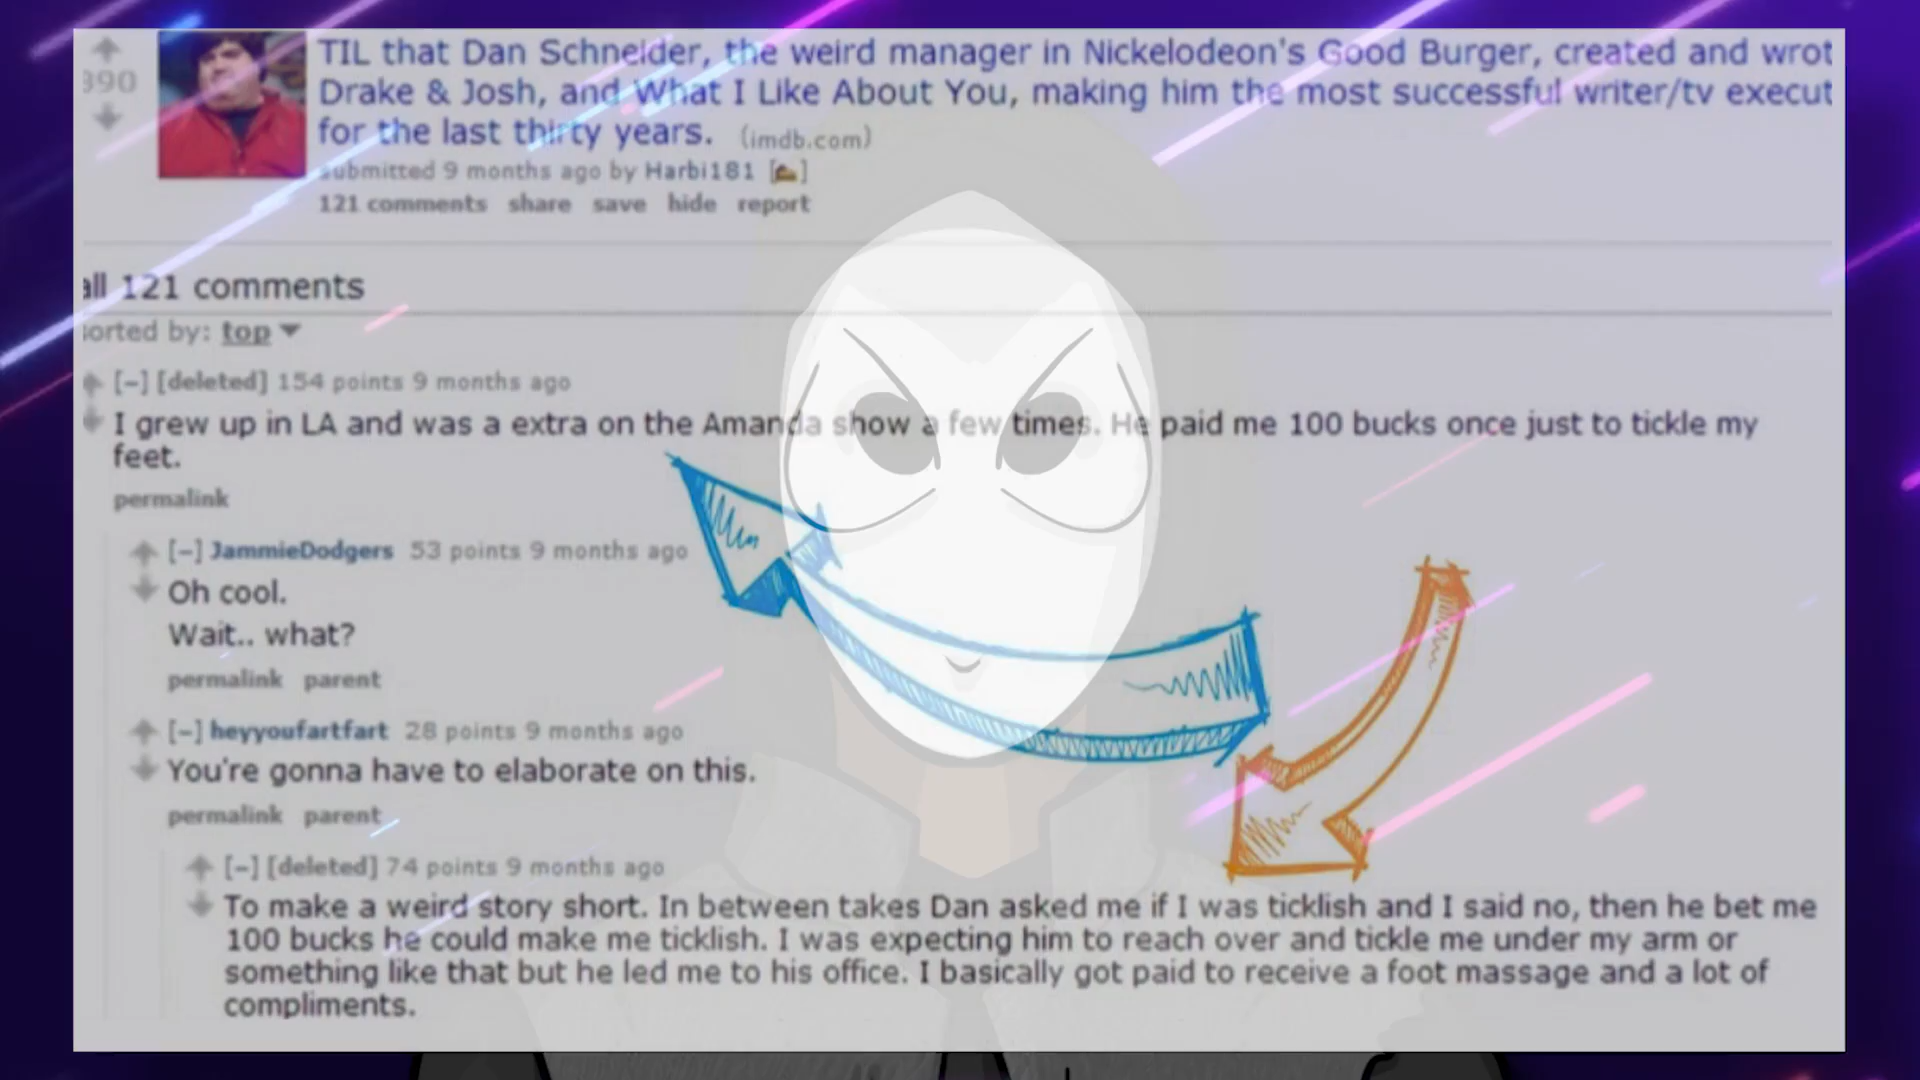 TIL that Dan Schneider, the weird manager in Nickelodeon's Good Burger, created and wrot
890
Drake & Josh, and What I Like About You, making him the most successful writer/tv execut
for the last thirty years. (imdb.com)
submitted 9 months ago by Harbi181
121 comments share save hide report
all 121 comments
sorted by: top
[–] [deleted] 154 points 9 months ago
I grew up in LA and was a extra on the Amanda show a few times. He paid me 100 bucks once just to tickle my
feet.
permalink
[–] JammieDodgers 53 points 9 months ago
Oh cool.
Wait.. what?
permalink parent
[–] heyyoufartfart 28 points 9 months ago
You're gonna have to elaborate on this.
permalink parent
[–] [deleted] 74 points 9 months ago
To make a weird story short. In between takes Dan asked me if I was ticklish and I said no, then he bet me
100 bucks he could make me ticklish. I was expecting him to reach over and tickle me under my arm or
something like that but he led me to his office. I basically got paid to receive a foot massage and a lot of
compliments.